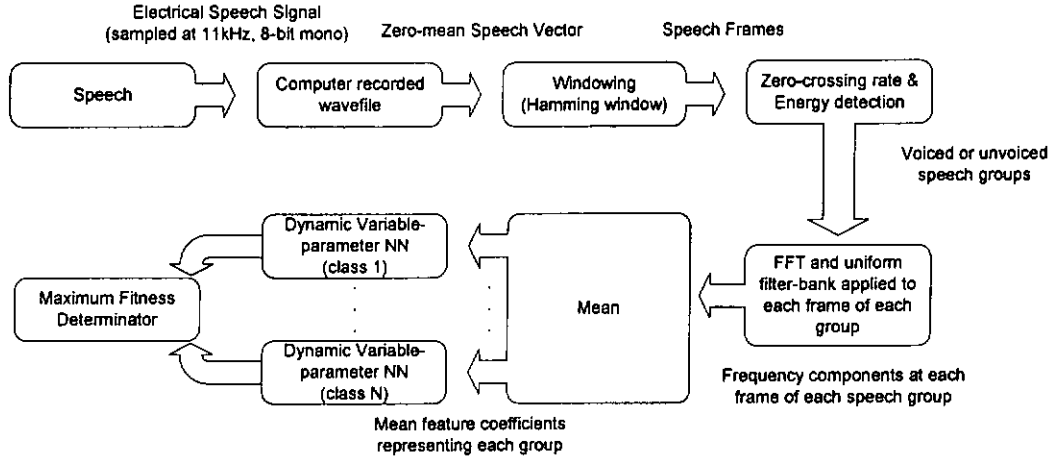 Electrical Speech Signal
(sampled at 11kHz, 8-bit mono)
Zero-mean Speech Vector
Speech Frames
Speech
Computer recorded
wavefile
Windowing
(Hamming window)
Zero-crossing rate &
Energy detection
Voiced or unvoiced
speech groups
FFT and uniform
filter-bank applied to
each frame of each
group
Frequency components at each
frame of each speech group
Mean
Dynamic Variable-
parameter NN
(class 1)
Dynamic Variable-
parameter NN
(class N)
Mean feature coefficients
representing each group
Maximum Fitness
Determinator